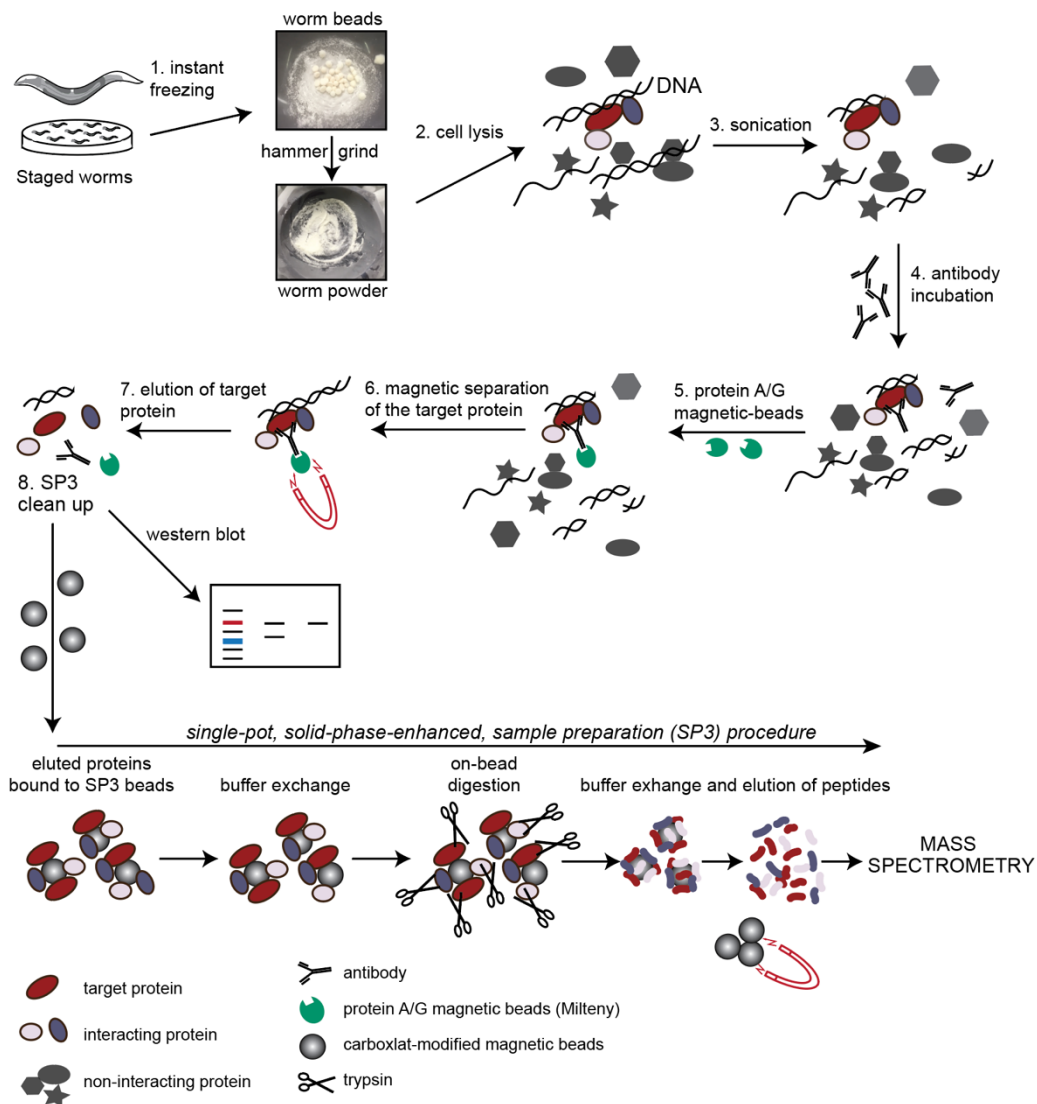 worm beads
1. instant
freezing
Staged worms
hammer grind
worm powder
2. cell lysis
DNA
3. sonication
4. antibody
incubation
5. protein A/G
magnetic-beads
6. magnetic separation
of the target protein
7. elution of target
protein
8. SP3
clean up
western blot
single-pot, solid-phase-enhanced, sample preparation (SP3) procedure
eluted proteins
bound to SP3 beads
buffer exchange
on-bead
digestion
buffer exhange and elution of peptides
MASS
SPECTROMETRY
target protein
interacting protein
non-interacting protein
antibody
protein A/G magnetic beads (Milteny)
carboxlat-modified magnetic beads
trypsin